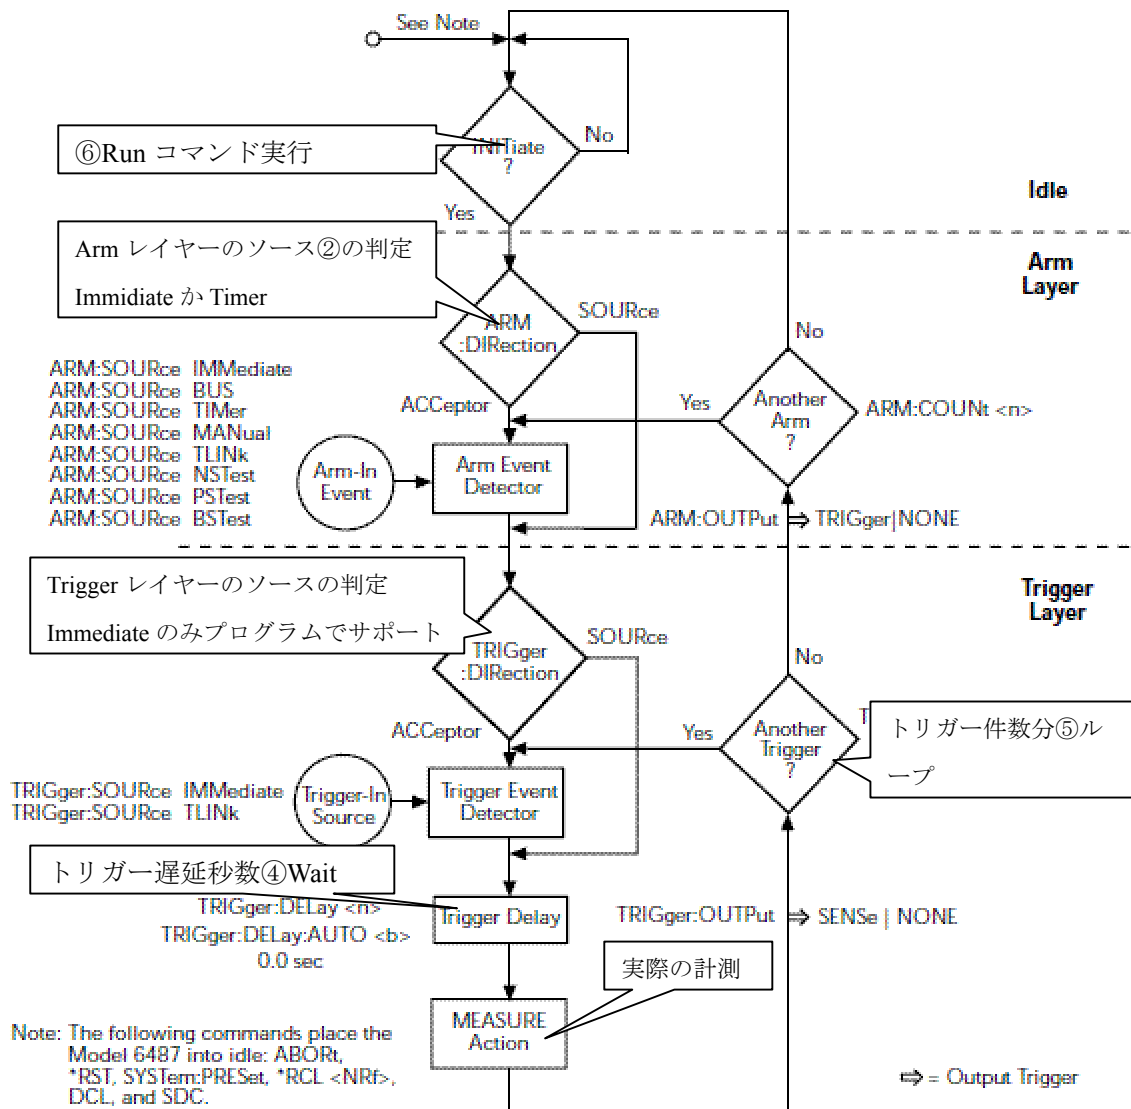 See Note
⑥Run コマンド実行
INITiate
?
No
Yes
Idle
Arm レイヤーのソース②の判定
Immidiate か Timer
Arm
Layer
ARM
:DIRection
SOURce
No
ARM:SOURce IMMediate
ARM:SOURce BUS
ARM:SOURce TIMer
ARM:SOURce MANual
ARM:SOURce TLINk
ARM:SOURce NSTest
ARM:SOURce PSTest
ARM:SOURce BSTest
ACCeptor
Yes
Another
Arm
?
ARM:COUNt <n>
Arm-In
Event
Arm Event
Detector
ARM:OUTPut ⇒ TRIGger|NONE
Trigger レイヤーのソースの判定
Immediate のみプログラムでサポート
Trigger
Layer
TRIGger
:DIRection
SOURce
No
ACCeptor
Yes
Another
Trigger
?
T
トリガー件数分⑤ル
ープ
TRIGger:SOURce IMMediate
TRIGger:SOURce TLINk
Trigger-In
Source
Trigger Event
Detector
トリガー遅延秒数④Wait
TRIGger:DELay <n>
TRIGger:DELay:AUTO <b>
0.0 sec
Trigger Delay
TRIGger:OUTPut ⇒ SENSe | NONE
実際の計測
MEASURE
Action
Note: The following commands place the
Model 6487 into idle: ABORt,
*RST, SYSTem:PRESet, *RCL <NRf>,
DCL, and SDC.
⇒ = Output Trigger